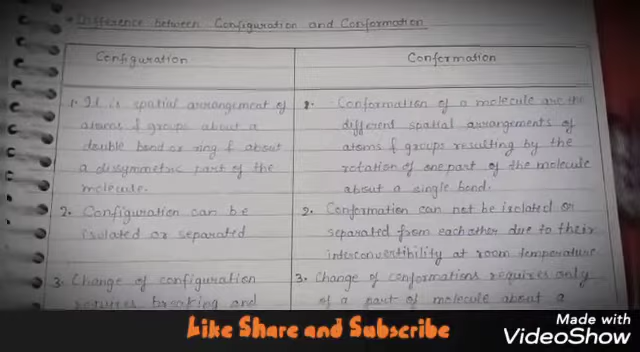 Difference between Configuration and Conformation
Configuration
Conformation
1. It is spatial arrangement of
atoms & groups about a
double bond or ring & about
a dissymmetric part of the
molecule.
1. Conformation of a molecule are the
different spatial arrangements of
atoms & groups resulting by the
rotation of one part of the molecule
about a single bond.
2. Configuration can be
isolated or separated
2. Conformation can not be isolated or
separated from each other due to their
interconvertibility at room temperature
3. Change of configuration
requires breaking and
3. Change of conformations requires only
of a part of molecule about a
Like Share and Subscribe
Made with
VideoShow